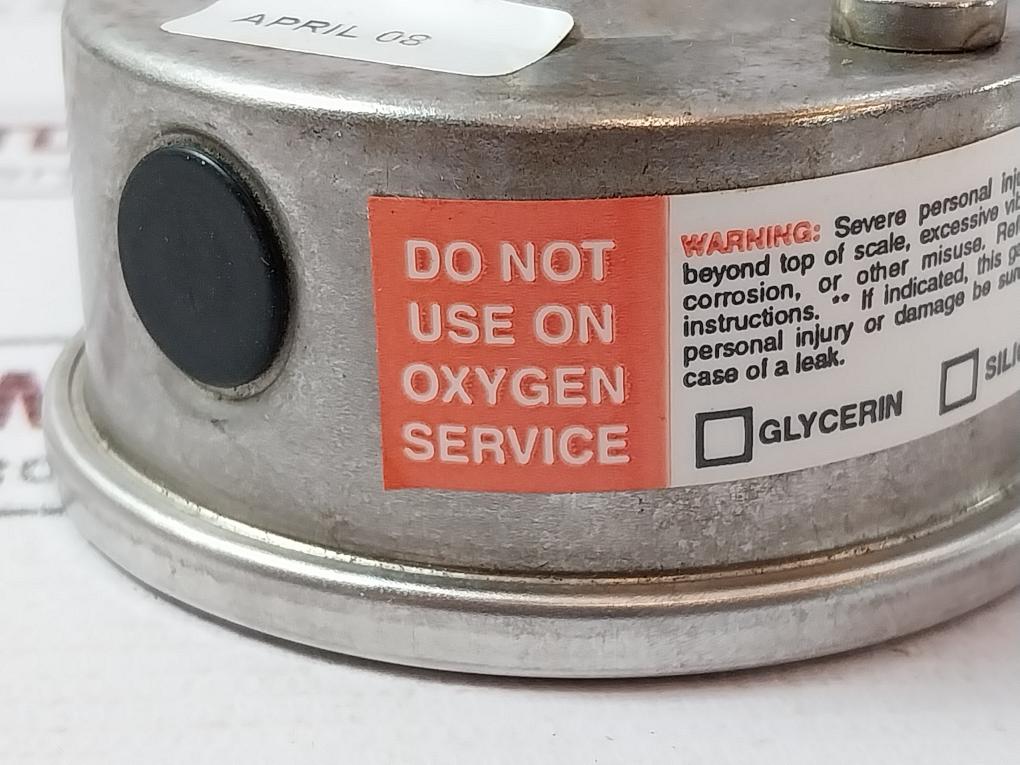 APRIL 08
DO NOT
USE ON
OXYGEN
SERVICE
WARNING: Severe personal
beyond top of scale, excessive
corrosion, or other misuse.
instructions. ** If indicated, this
personal injury or damage be
case of a leak.
GLYCERIN